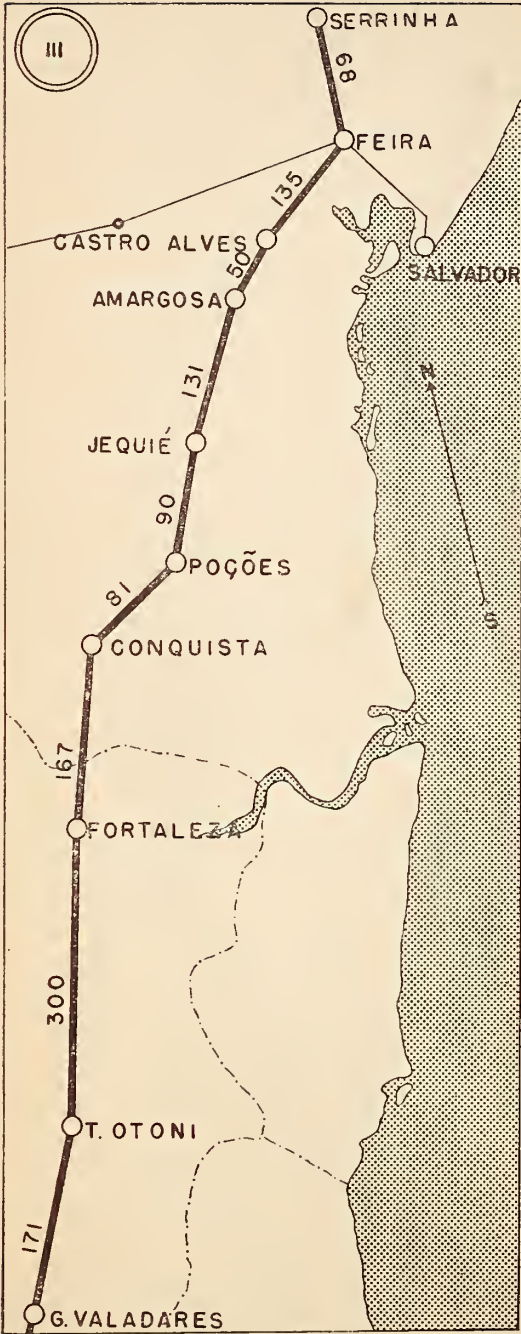 III
SERRINHA
68
FEIRA
135
CASTRO ALVES
SALVADOR
50
AMARGOSA
N
131
JEQUIÉ
90
POÇÕES
S
81
CONQUISTA
167
FORTALEZA
300
T. OTONI
171
G. VALADARES